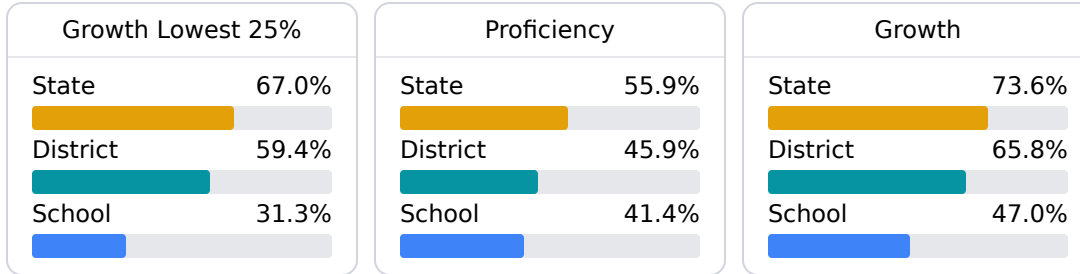 Growth Lowest 25%
State 67.0%
District 59.4%
School 31.3%
Proficiency
State 55.9%
District 45.9%
School 41.4%
Growth
State 73.6%
District 65.8%
School 47.0%